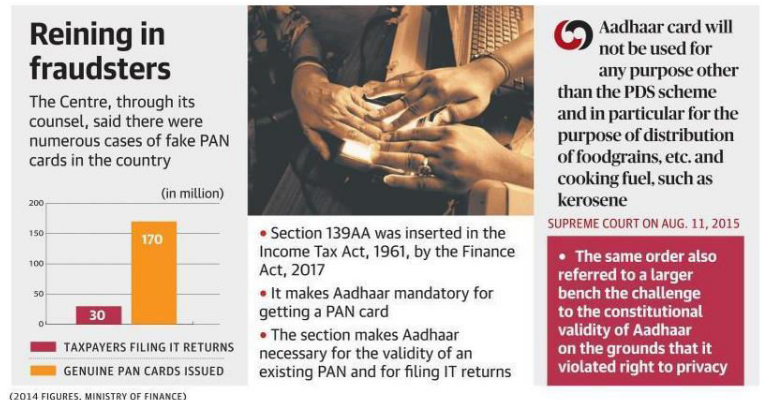 Reining in
fraudsters
The Centre, through its
counsel, said there were
numerous cases of fake PAN
cards in the country
(in million)
200
150
100
50
0
170
30
TAXPAYERS FILING IT RETURNS
GENUINE PAN CARDS ISSUED
(2014 FIGURES, MINISTRY OF FINANCE)
• Section 139AA was inserted in the
Income Tax Act, 1961, by the Finance
Act, 2017
• It makes Aadhaar mandatory for
getting a PAN card
• The section makes Aadhaar
necessary for the validity of an
existing PAN and for filing IT returns
Aadhaar card will
not be used for
any purpose other
than the PDS scheme
and in particular for the
purpose of distribution
of foodgrains, etc. and
cooking fuel, such as
kerosene
SUPREME COURT ON AUG. 11, 2015
• The same order also
referred to a larger
bench the challenge
to the constitutional
validity of Aadhaar
on the grounds that it
violated right to privacy